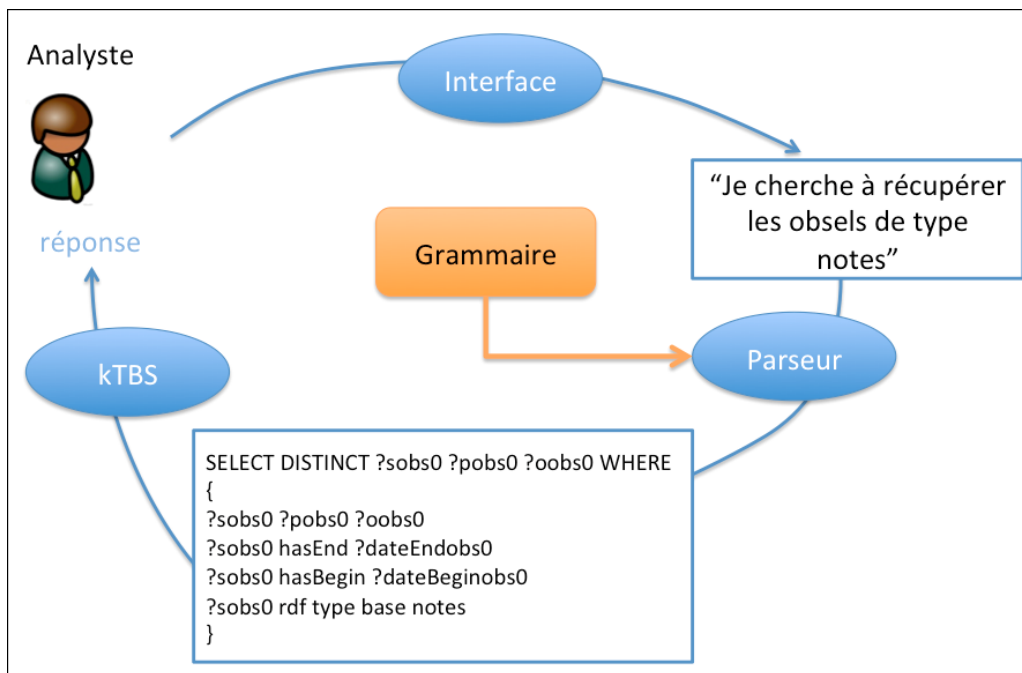 Analyste
Interface
“Je cherche à récupérer
les obsels de type
notes”
réponse
Grammaire
Parseur
kTBS
SELECT DISTINCT ?sobs0 ?pobs0 ?oobs0 WHERE
{
?sobs0 ?pobs0 ?oobs0
?sobs0 hasEnd ?dateEndobs0
?sobs0 hasBegin ?dateBeginobs0
?sobs0 rdf type base notes
}